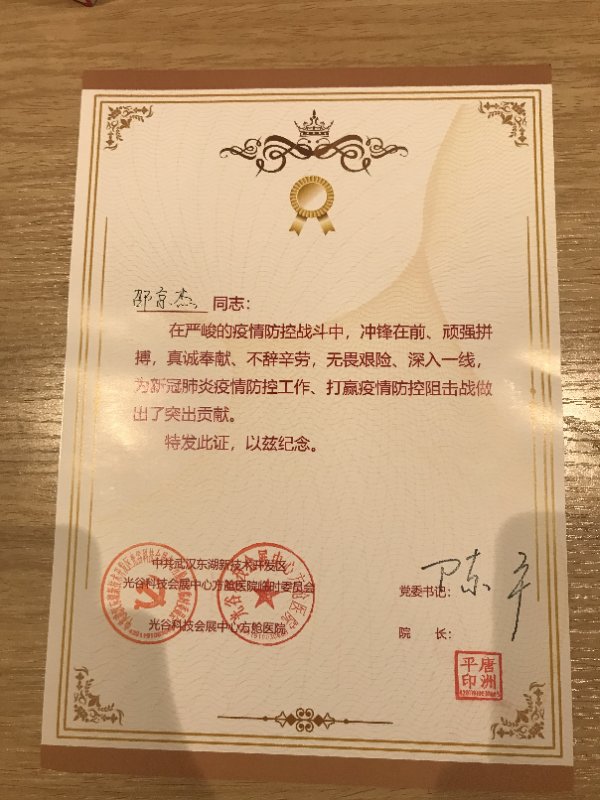 邵京杰 同志：
在严峻的疫情防控战斗中，冲锋在前、顽强拼
搏，真诚奉献、不辞辛劳，无畏艰险、深入一线，
为新冠肺炎疫情防控工作、打赢疫情防控阻击战做
出了突出贡献。
特发此证，以兹纪念。
中共武汉东湖新技术开发区
光谷科技会展中心方舱医院临时委员会
光谷科技会展中心方舱医院
党委书记：
院 长：
唐洲
平印